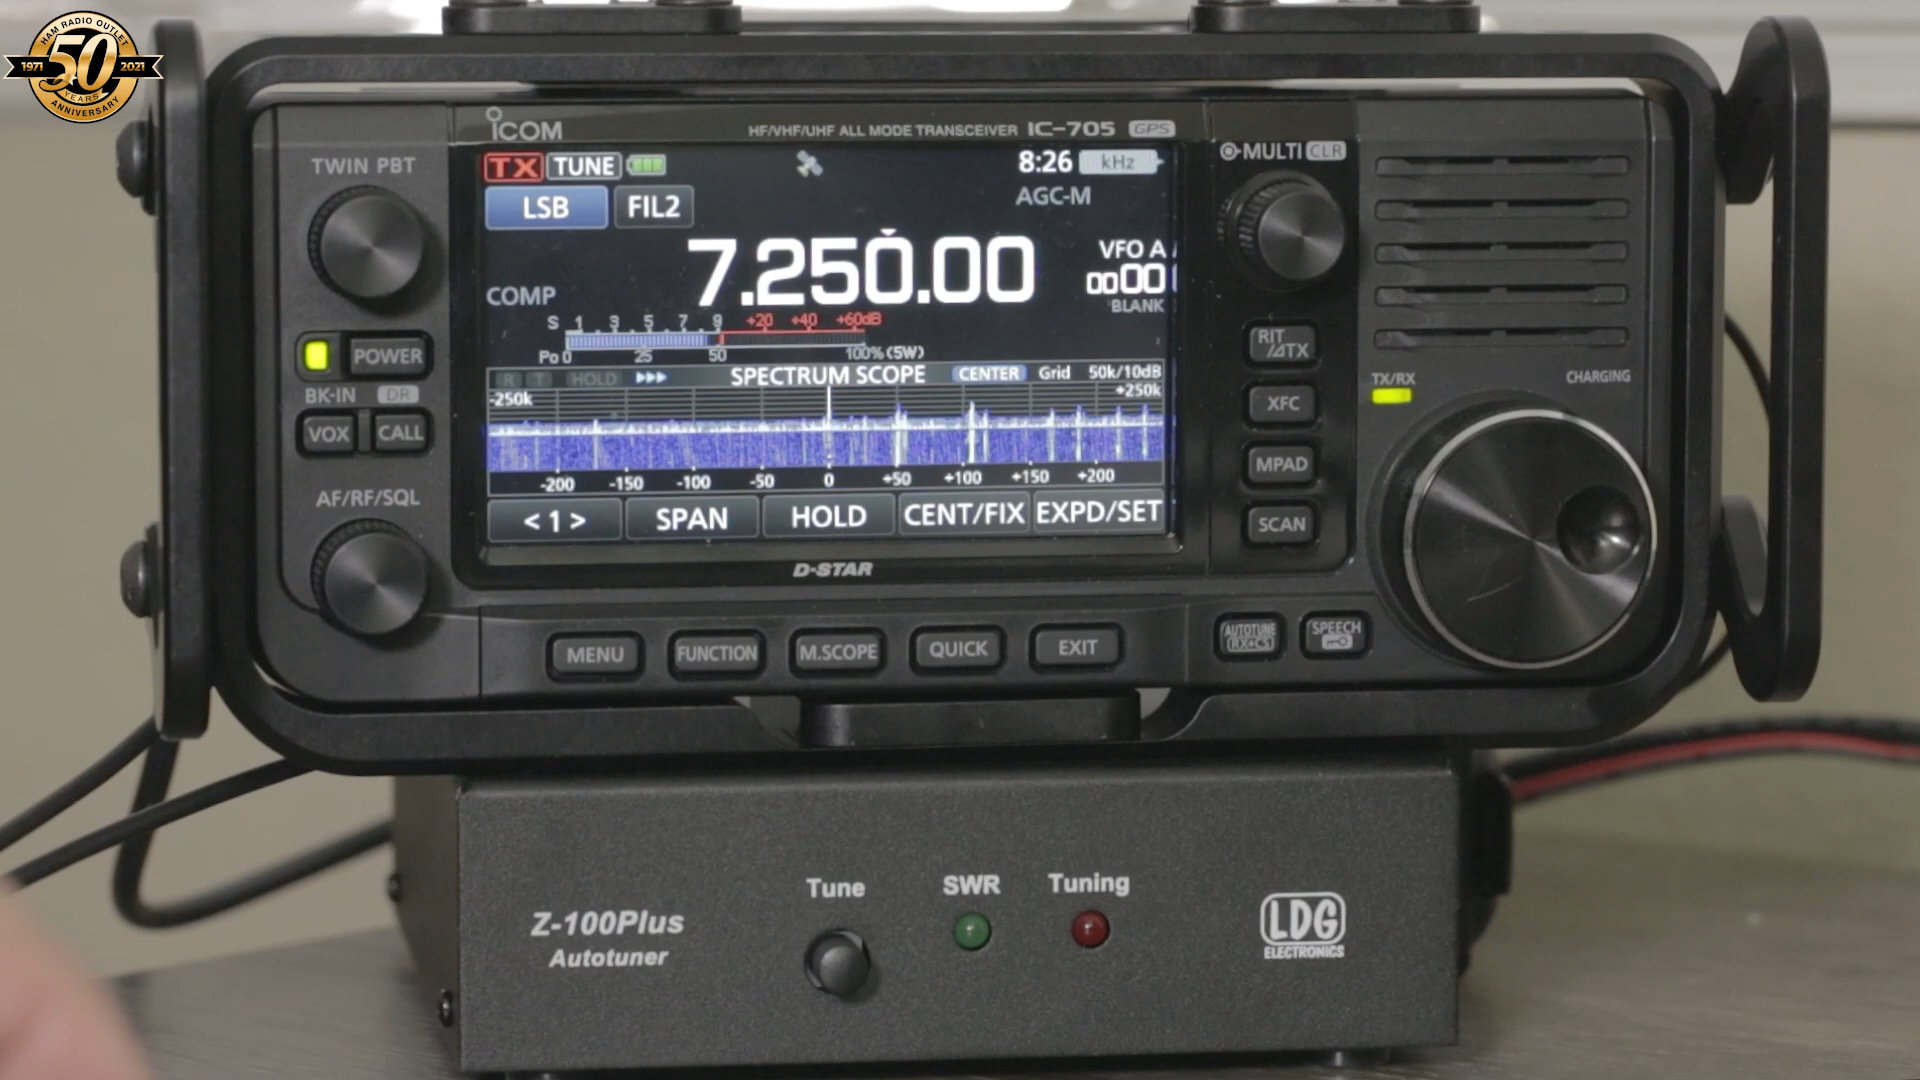 HAM RADIO OUTLET
50
1971 2021
YEARS
ANNIVERSARY
ICOM
HF/VHF/UHF ALL MODE TRANSCEIVER IC-705 GPS
TWIN PBT
TX TUNE 8:26 kHz
LSB FIL2 AGC-M
7.250.00
VFO A
COMP
BLANK
S 1 3 5 7 9 +20 +40 +60dB
Po 0 25 50 100% (5W)
R T HOLD SPECTRUM SCOPE CENTER Grid 50k/10dB
-250k +250k
-200 -150 -100 -50 0 +50 +100 +150 +200
< 1 > SPAN HOLD CENT/FIX EXPD/SET
D-STAR
POWER
BK-IN DR
VOX CALL
AF/RF/SQL
MULTI CLR
RIT
/⊿TX
XFC
MPAD
SCAN
TX/RX CHARGING
MENU FUNCTION M.SCOPE QUICK EXIT
AUTOTUNE
RX→CS
SPEECH
Z-100Plus
Autotuner
Tune SWR Tuning
LDG
ELECTRONICS